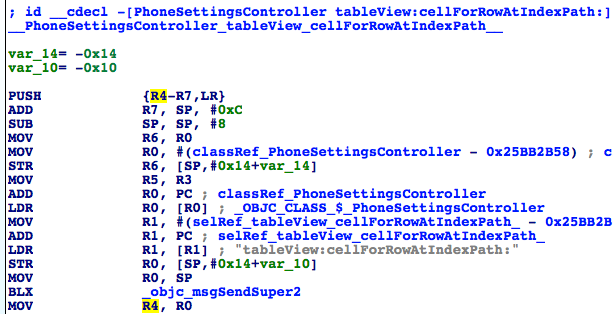 ; id __cdecl -[PhoneSettingsController tableView:cellForRowAtIndexPath:]
__PhoneSettingsController_tableView_cellForRowAtIndexPath__
var_14= -0x14
var_10= -0x10
PUSH {R4-R7,LR}
ADD R7, SP, #0xC
SUB SP, SP, #8
MOV R6, R0
MOV R0, #(classRef_PhoneSettingsController - 0x25BB2B58) ; c
STR R6, [SP,#0x14+var_14]
MOV R5, R3
ADD R0, PC ; classRef_PhoneSettingsController
LDR R0, [R0] ; _OBJC_CLASS_$_PhoneSettingsController
MOV R1, #(selRef_tableView_cellForRowAtIndexPath_ - 0x25BB2B
ADD R1, PC ; selRef_tableView_cellForRowAtIndexPath_
LDR R1, [R1] ; "tableView:cellForRowAtIndexPath:"
STR R0, [SP,#0x14+var_10]
MOV R0, SP
BLX _objc_msgSendSuper2
MOV R4, R0